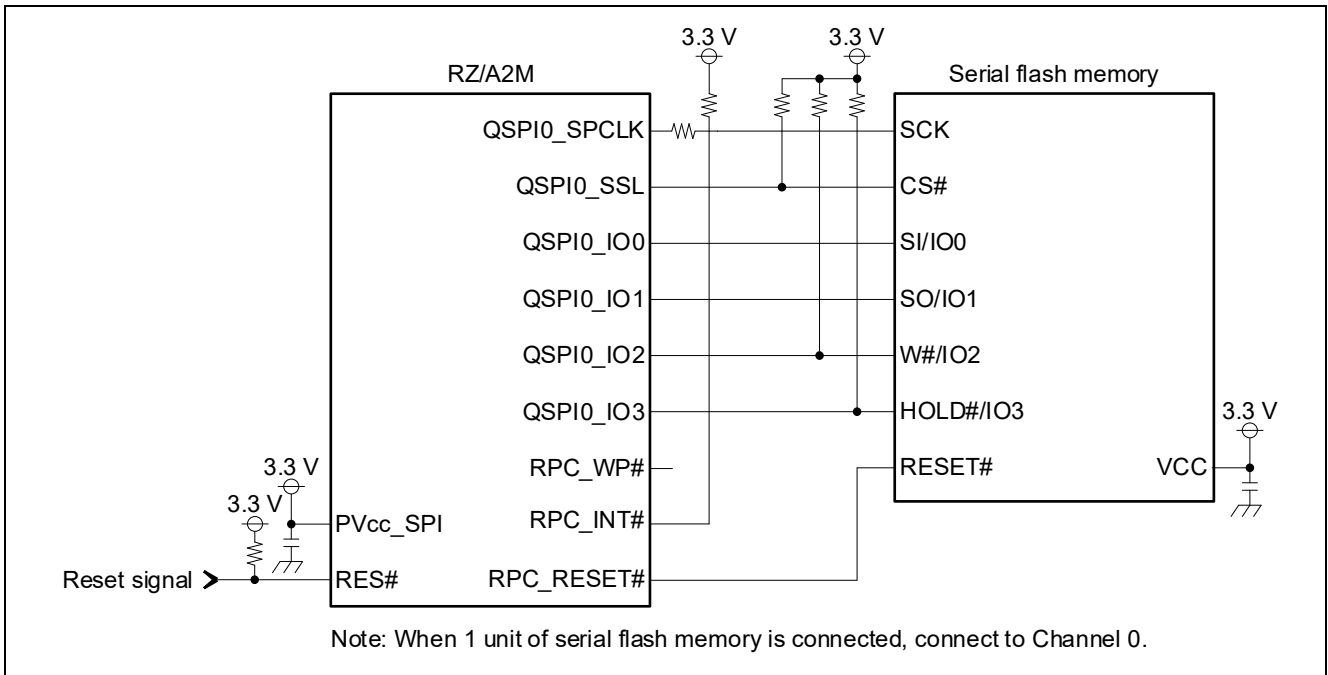 3.3 V
3.3 V
RZ/A2M
Serial flash memory
QSPI0_SPCLK
SCK
QSPI0_SSL
CS#
QSPI0_IO0
SI/IO0
QSPI0_IO1
SO/IO1
QSPI0_IO2
W#/IO2
QSPI0_IO3
HOLD#/IO3
3.3 V
3.3 V
RPC_WP#
RESET#
VCC
3.3 V
PVcc_SPI
RPC_INT#
Reset signal
RES#
RPC_RESET#
Note: When 1 unit of serial flash memory is connected, connect to Channel 0.